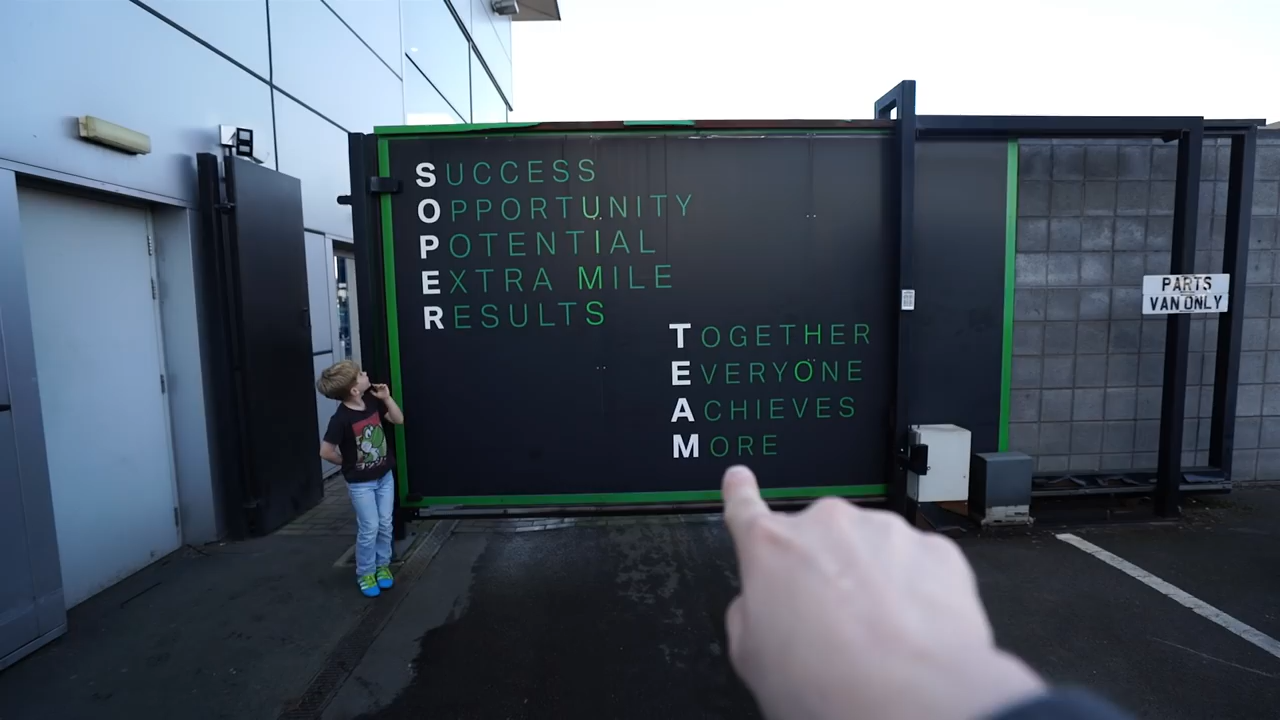 SUCCESS
OPPORTUNITY
POTENTIAL
EXTRA MILE
RESULTS
TOGETHER
EVERYONE
ACHIEVES
MORE
PARTS
VAN ONLY